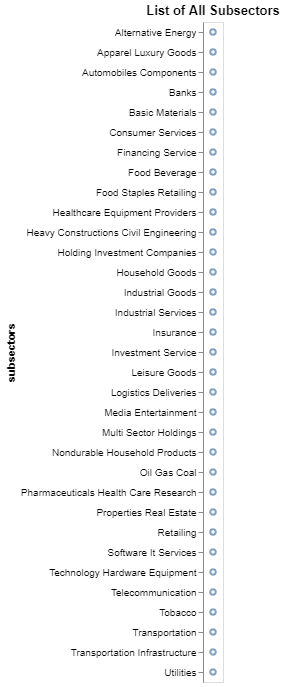 List of All Subsectors
Alternative Energy
Apparel Luxury Goods
Automobiles Components
Banks
Basic Materials
Consumer Services
Financing Service
Food Beverage
Food Staples Retailing
Healthcare Equipment Providers
Heavy Constructions Civil Engineering
Holding Investment Companies
Household Goods
Industrial Goods
Industrial Services
Insurance
Investment Service
Leisure Goods
Logistics Deliveries
Media Entertainment
Multi Sector Holdings
Nondurable Household Products
Oil Gas Coal
Pharmaceuticals Health Care Research
Properties Real Estate
Retailing
Software It Services
Technology Hardware Equipment
Telecommunication
Tobacco
Transportation
Transportation Infrastructure
Utilities
subsectors